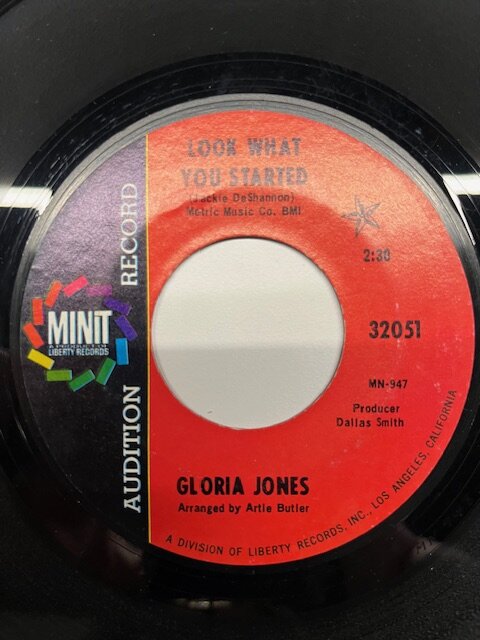 LOOK WHAT
YOU STARTED
(Jackie DeShannon)
Metric Music Co. BMI
2:30
32051
MN-947
Producer
Dallas Smith
AUDITION RECORD
MINIT
A PRODUCT OF
LIBERTY RECORDS
GLORIA JONES
Arranged by Artie Butler
A DIVISION OF LIBERTY RECORDS, INC., LOS ANGELES, CALIFORNIA